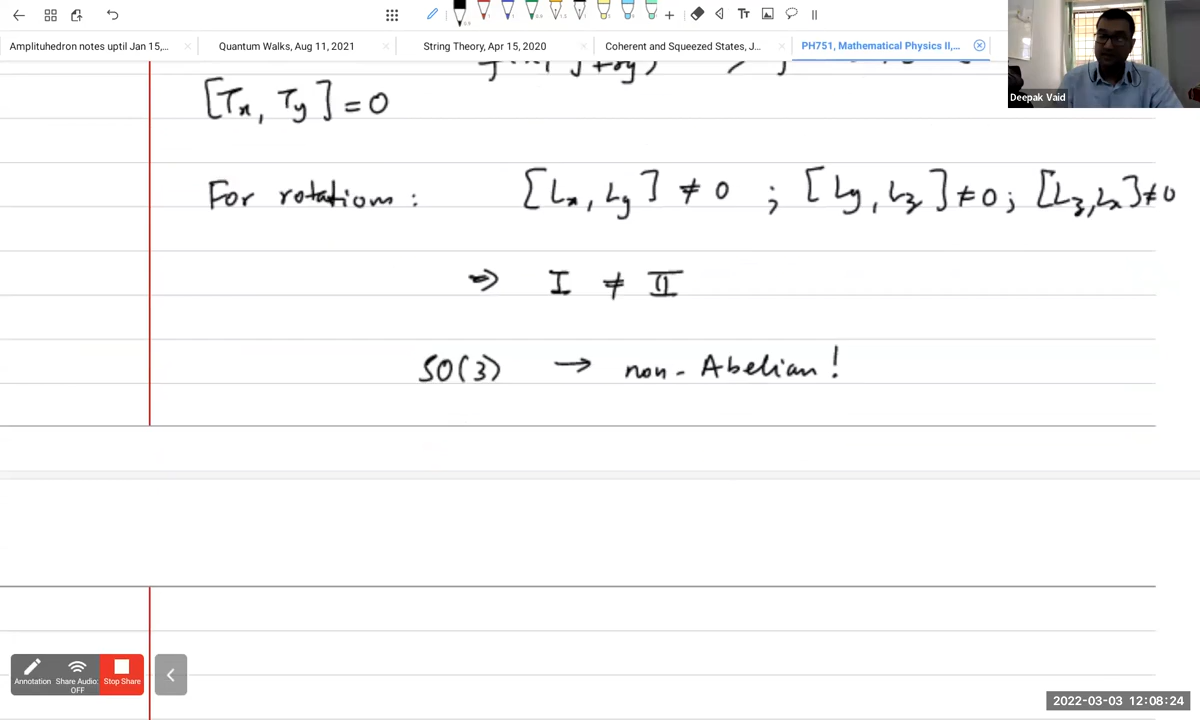 Amplituhedron notes uptil Jan 15,...
Quantum Walks, Aug 11, 2021
String Theory, Apr 15, 2020
Coherent and Squeezed States, J...
PH751, Mathematical Physics II,...
Deepak Vaid
[Tx, Ty] = 0
For rotations : [Lx, Ly] ≠ 0 ; [Ly, Lz] ≠ 0 ; [Lz, Lx] ≠ 0
⇒ I ≠ II
SO(3) → non-Abelian !
Annotation
Share Audio: OFF
Stop Share
2022-03-03 12:08:24